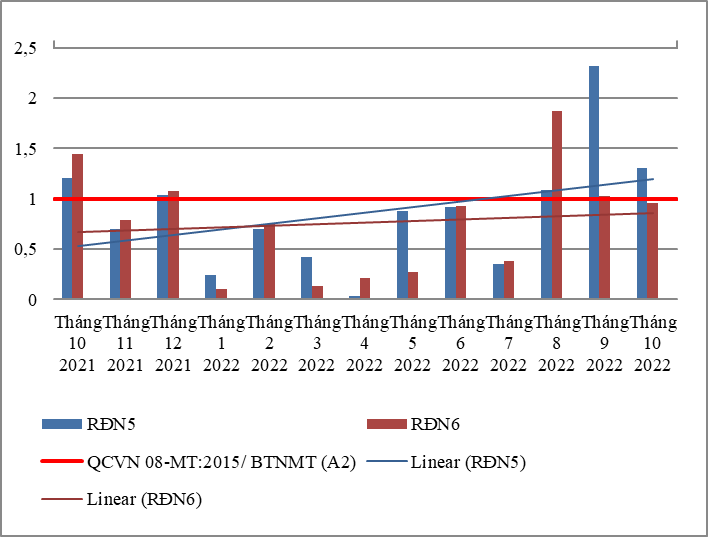 2,5
2
1,5
1
0,5
0
Tháng Tháng Tháng Tháng Tháng Tháng Tháng Tháng Tháng Tháng Tháng Tháng Tháng
10 11 12 1 2 3 4 5 6 7 8 9 10
2021 2021 2021 2022 2022 2022 2022 2022 2022 2022 2022 2022 2022
RĐN5 RĐN6
QCVN 08-MT:2015/ BTNMT (A2) Linear (RĐN5)
Linear (RĐN6)